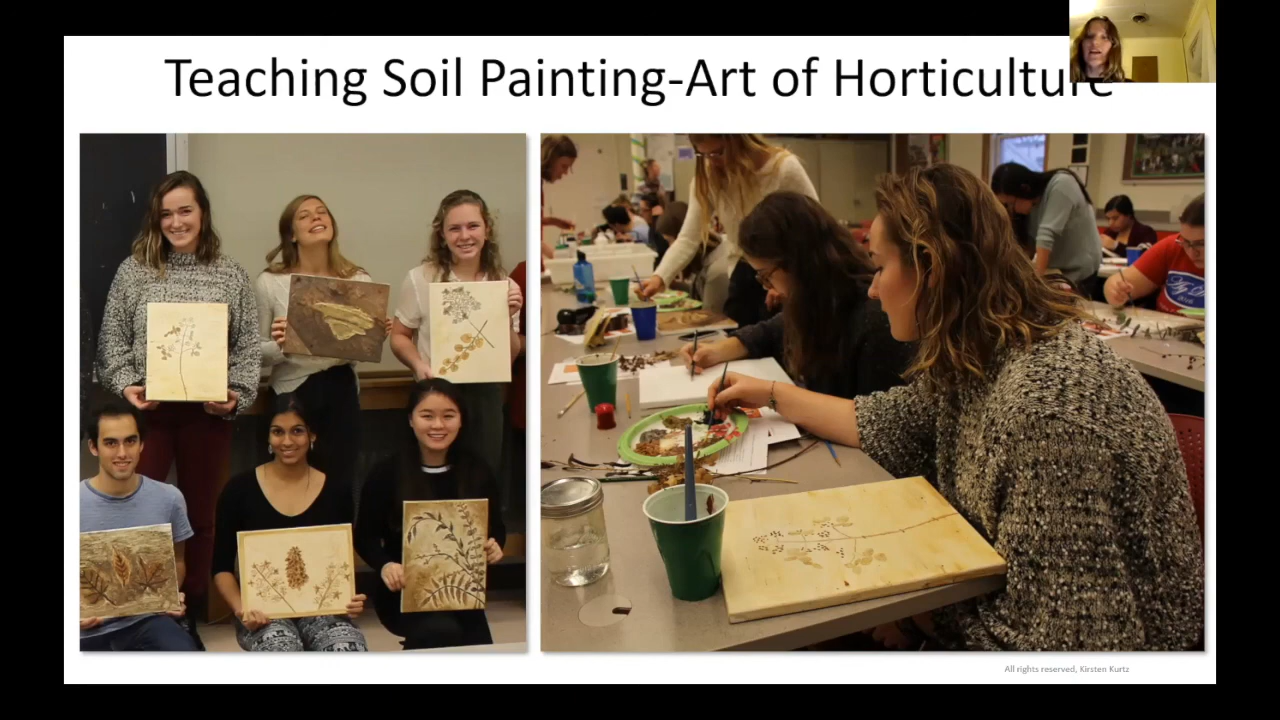 Teaching Soil Painting-Art of Horticulture
All rights reserved, Kirsten Kurtz